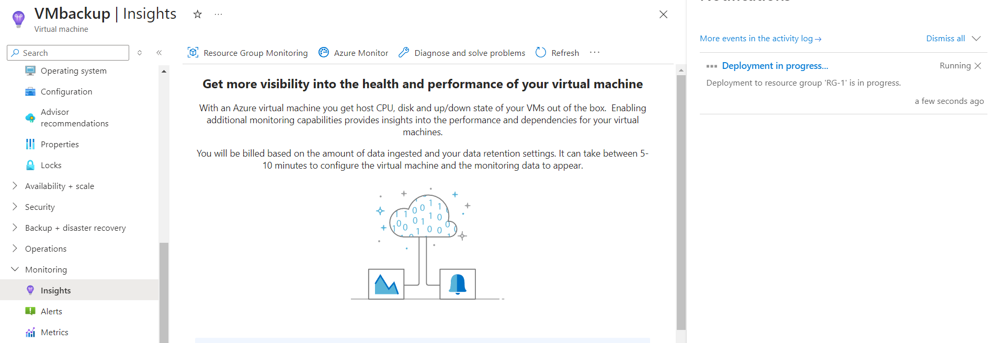 VMbackup | Insights
Virtual machine
Search
Operating system
Configuration
Advisor
recommendations
Properties
Locks
Availability + scale
Security
Backup + disaster recovery
Operations
Monitoring
Insights
Alerts
Metrics
Resource Group Monitoring
Azure Monitor
Diagnose and solve problems
Refresh
Get more visibility into the health and performance of your virtual machine
With an Azure virtual machine you get host CPU, disk and up/down state of your VMs out of the box. Enabling
additional monitoring capabilities provides insights into the performance and dependencies for your virtual
machines.
You will be billed based on the amount of data ingested and your data retention settings. It can take between 5-
10 minutes to configure the virtual machine and the monitoring data to appear.
More events in the activity log →
Dismiss all
Deployment in progress...
Running
Deployment to resource group 'RG-1' is in progress.
a few seconds ago